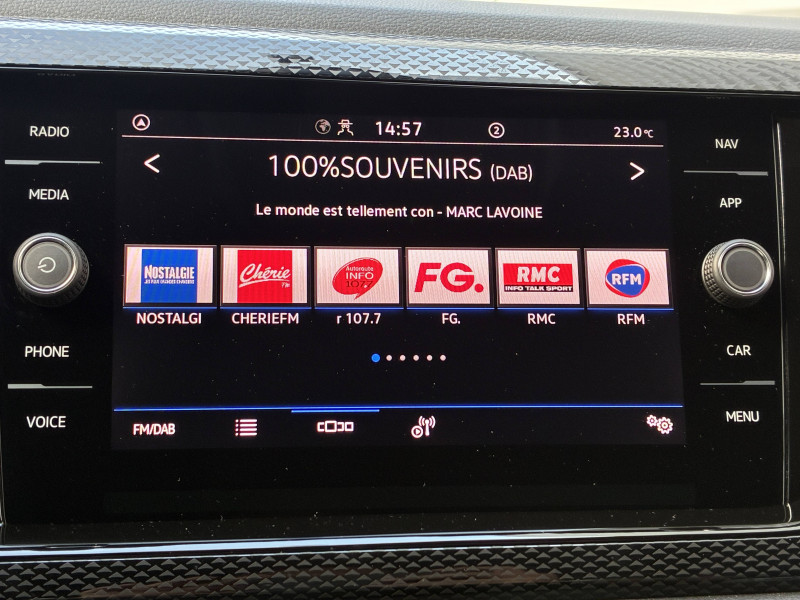 RADIO
MEDIA
PHONE
VOICE
14:57
2
23.0°C
100%SOUVENIRS (DAB)
Le monde est tellement con - MARC LAVOINE
NOSTALGIE
Chérie FM
Autoroute INFO 107.7
FG.
RMC
INFO TALK SPORT
RFM
NOSTALGI CHERIEFM r 107.7 FG. RMC RFM
FM/DAB
NAV
APP
CAR
MENU